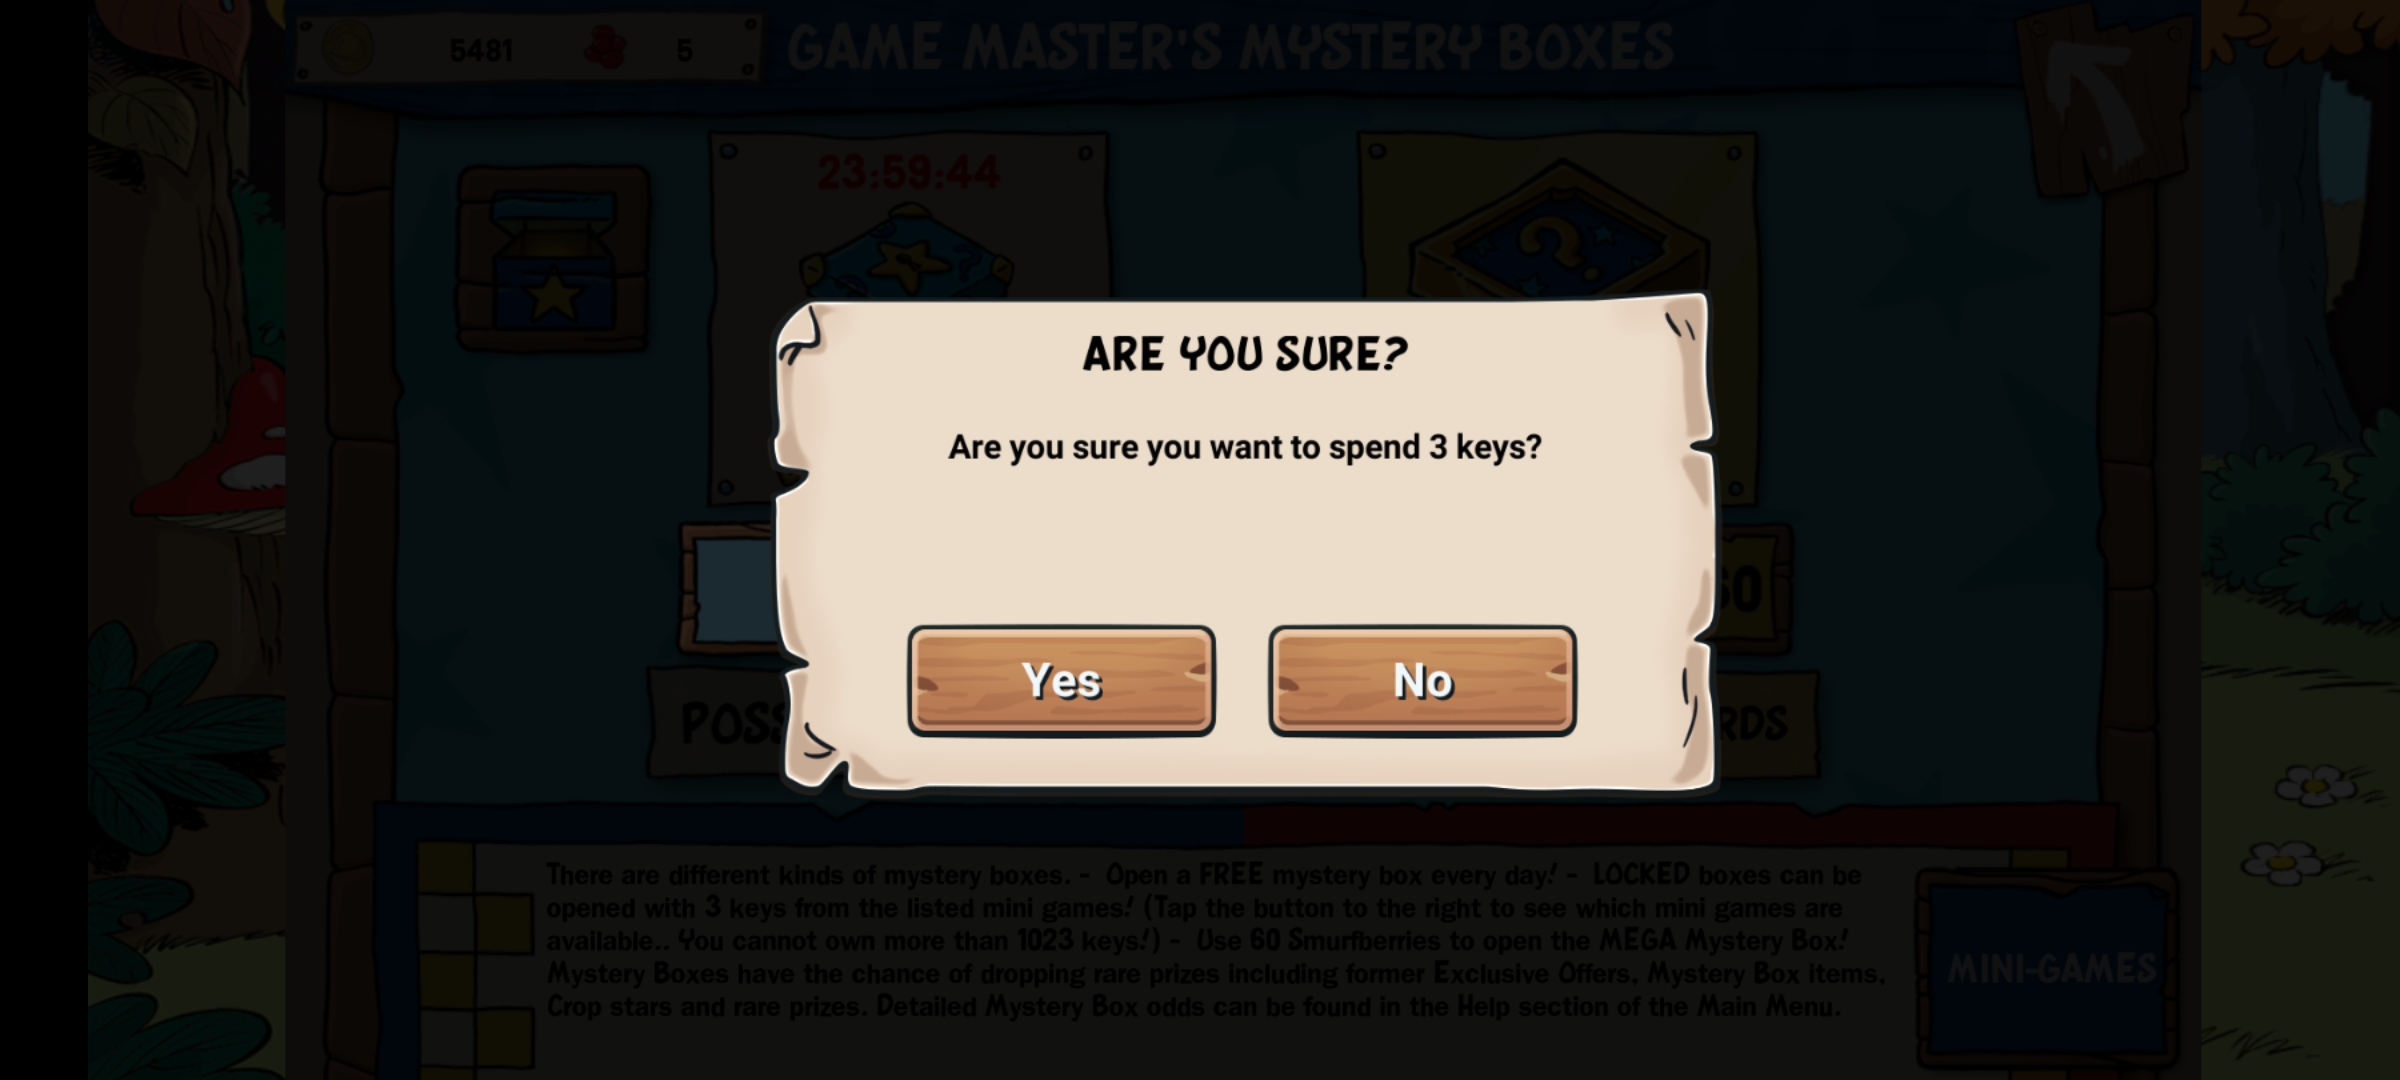 5481 5 GAME MASTER'S MYSTERY BOXES
23:59:44
ARE YOU SURE?
Are you sure you want to spend 3 keys?
Yes No
There are different kinds of mystery boxes. - Open a FREE mystery box every day! - LOCKED boxes can be
opened with 3 keys from the listed mini games! (Tap the button to the right to see which mini games are
available.. You cannot own more than 1023 keys!) - Use 60 Smurfberries to open the MEGA Mystery Box!
Mystery Boxes have the chance of dropping rare prizes including former Exclusive Offers, Mystery Box items,
Crop stars and rare prizes. Detailed Mystery Box odds can be found in the Help section of the Main Menu.
MINI-GAMES